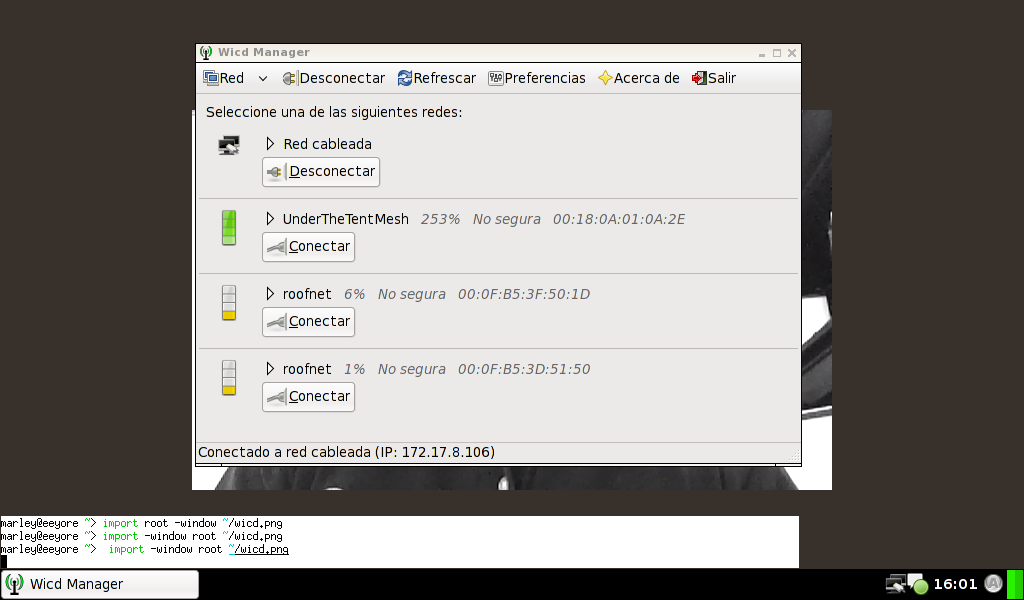 Wicd Manager
Red Desconectar Refrescar Preferencias Acerca de Salir
Seleccione una de las siguientes redes:
Red cableada
Desconectar
UnderTheTentMesh 253% No segura 00:18:0A:01:0A:2E
Conectar
roofnet 6% No segura 00:0F:B5:3F:50:1D
Conectar
roofnet 1% No segura 00:0F:B5:3D:51:50
Conectar
Conectado a red cableada (IP: 172.17.8.106)
marley@eeyore ~> import root -window ~/wicd.png
marley@eeyore ~> import -window root ~/wicd.png
marley@eeyore ~>  import -window root ~/wicd.png
Wicd Manager 16:01 A